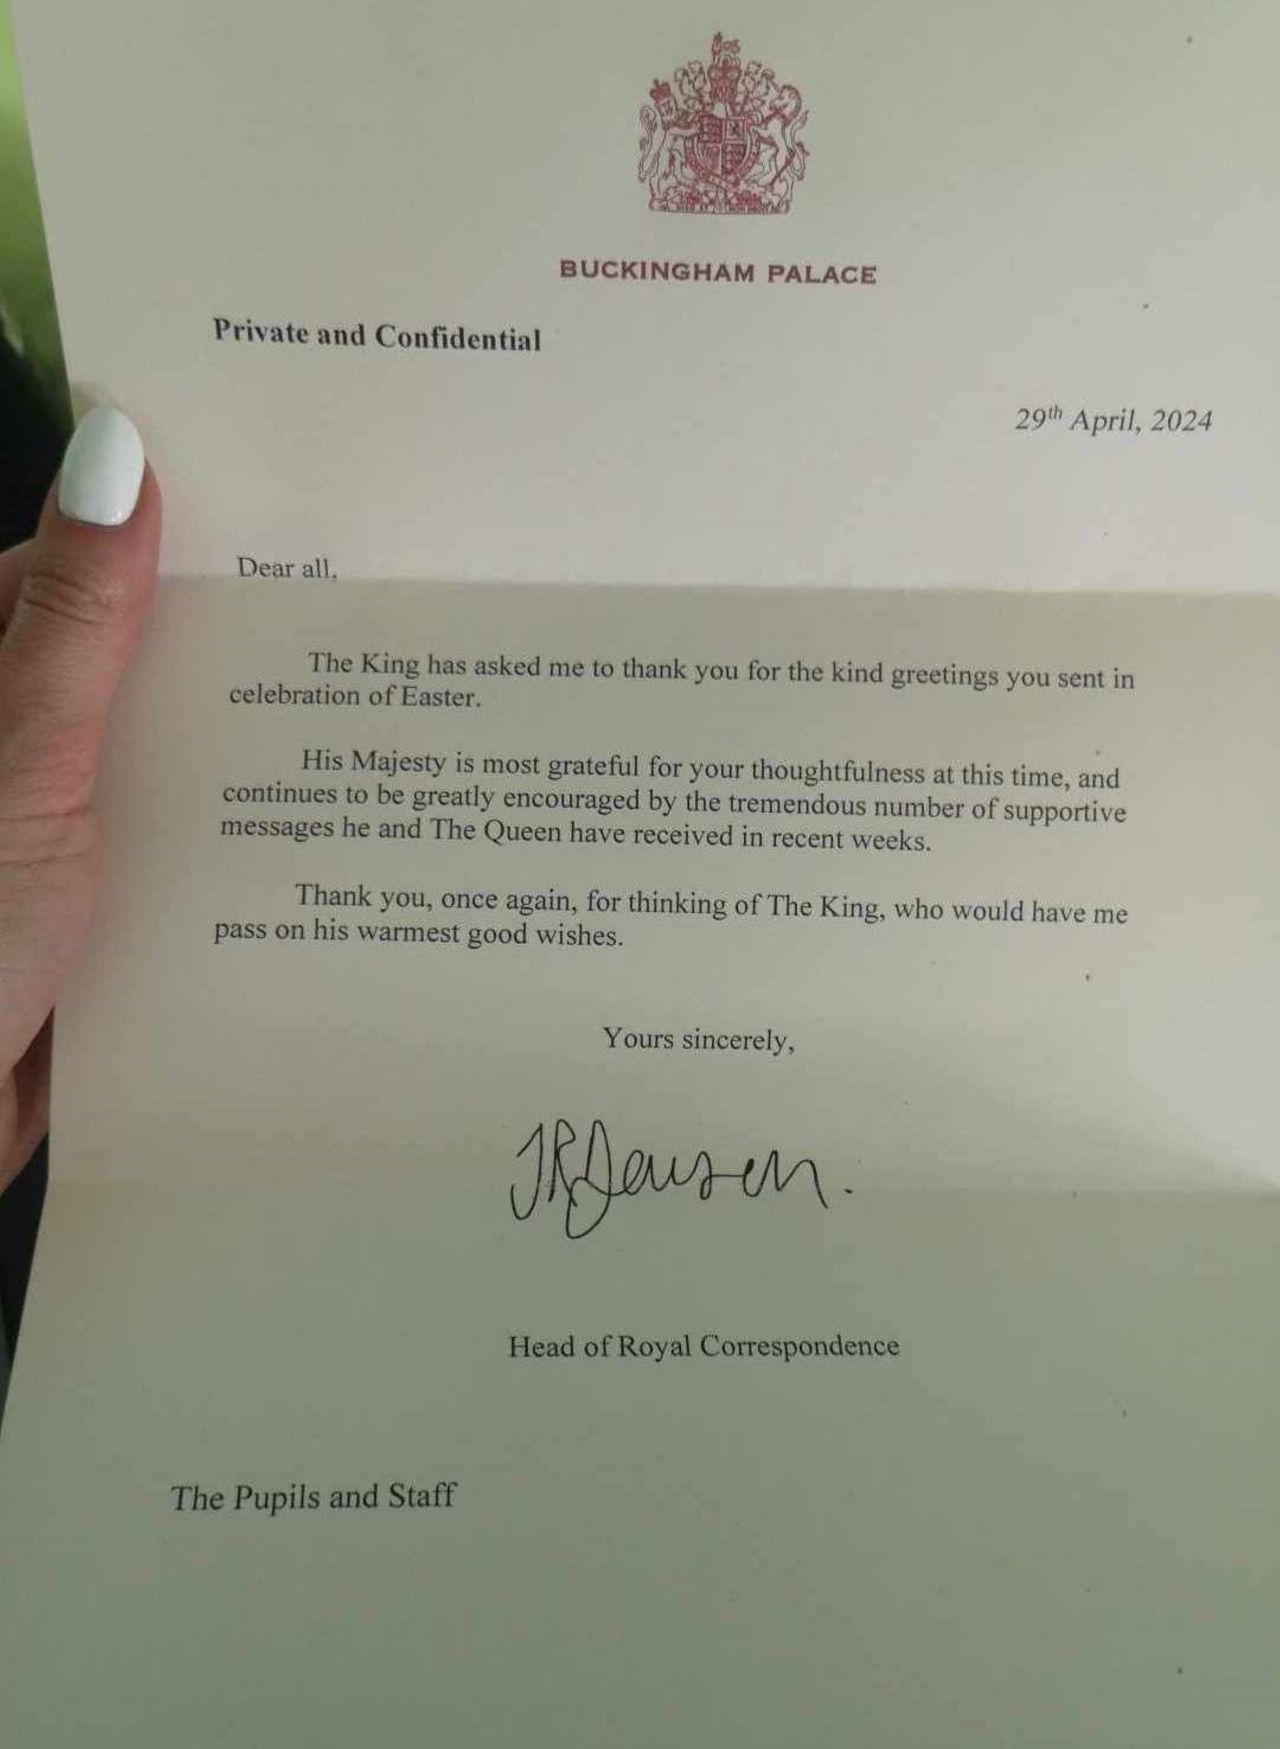 BUCKINGHAM PALACE
Private and Confidential
29th April, 2024
Dear all,
The King has asked me to thank you for the kind greetings you sent in
celebration of Easter.
His Majesty is most grateful for your thoughtfulness at this time, and
continues to be greatly encouraged by the tremendous number of supportive
messages he and The Queen have received in recent weeks.
Thank you, once again, for thinking of The King, who would have me
pass on his warmest good wishes.
Yours sincerely,
Head of Royal Correspondence
The Pupils and Staff